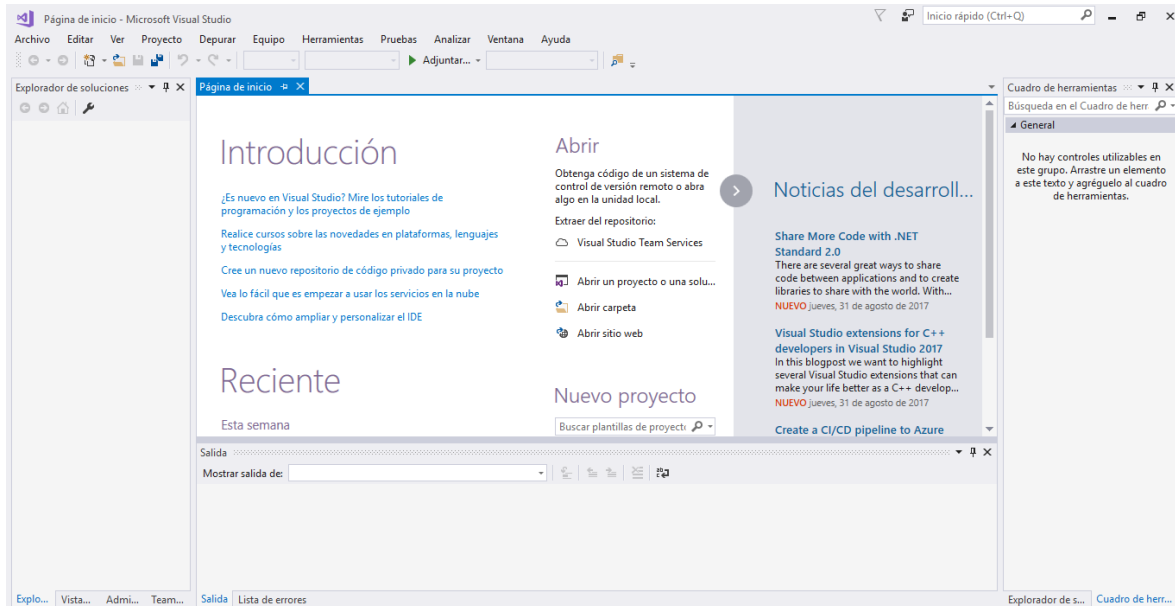 Página de inicio - Microsoft Visual Studio
Inicio rápido (Ctrl+Q)
Archivo Editar Ver Proyecto Depurar Equipo Herramientas Pruebas Analizar Ventana Ayuda
Adjuntar...
Explorador de soluciones
Página de inicio
Introducción
¿Es nuevo en Visual Studio? Mire los tutoriales de
programación y los proyectos de ejemplo
Realice cursos sobre las novedades en plataformas, lenguajes
y tecnologías
Cree un nuevo repositorio de código privado para su proyecto
Vea lo fácil que es empezar a usar los servicios en la nube
Descubra cómo ampliar y personalizar el IDE
Reciente
Esta semana
Abrir
Obtenga código de un sistema de
control de versión remoto o abra
algo en la unidad local.
Extraer del repositorio:
Visual Studio Team Services
Abrir un proyecto o una solu...
Abrir carpeta
Abrir sitio web
Nuevo proyecto
Buscar plantillas de proyecto
Noticias del desarroll...
Share More Code with .NET
Standard 2.0
There are several great ways to share
code between applications and to create
libraries to share with the world. With...
NUEVO jueves, 31 de agosto de 2017
Visual Studio extensions for C++
developers in Visual Studio 2017
In this blogpost we want to highlight
several Visual Studio extensions that can
make your life better as a C++ develop...
NUEVO jueves, 31 de agosto de 2017
Create a CI/CD pipeline to Azure
Cuadro de herramientas
Búsqueda en el Cuadro de herr
General
No hay controles utilizables en
este grupo. Arrastre un elemento
a este texto y agréguelo al cuadro
de herramientas.
Salida
Mostrar salida de:
Explo... Vista... Admi... Team...
Salida Lista de errores
Explorador de s... Cuadro de herr...